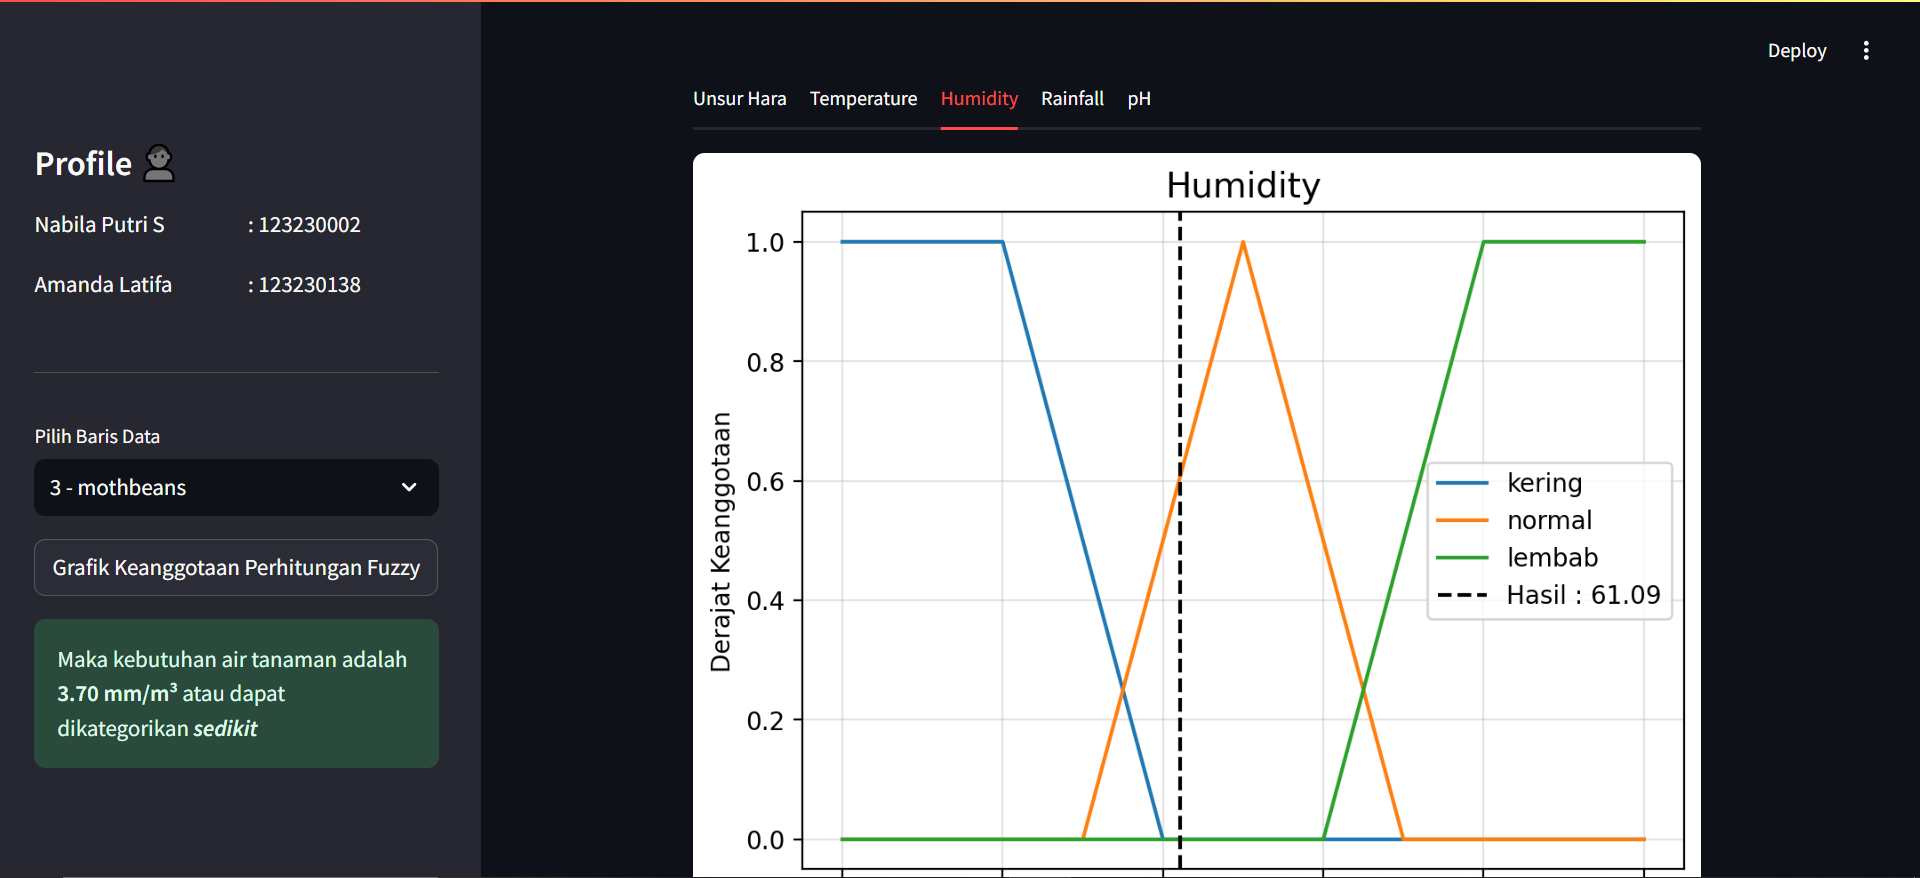 Deploy
Profile
Nabila Putri S : 123230002
Amanda Latifa : 123230138
Pilih Baris Data
3 - mothbeans
Grafik Keanggotaan Perhitungan Fuzzy
Maka kebutuhan air tanaman adalah
3.70 mm/m³ atau dapat
dikategorikan sedikit
Unsur Hara Temperature Humidity Rainfall pH
Humidity
Derajat Keanggotaan
1.0
0.8
0.6
0.4
0.2
0.0
kering
normal
lembab
Hasil : 61.09